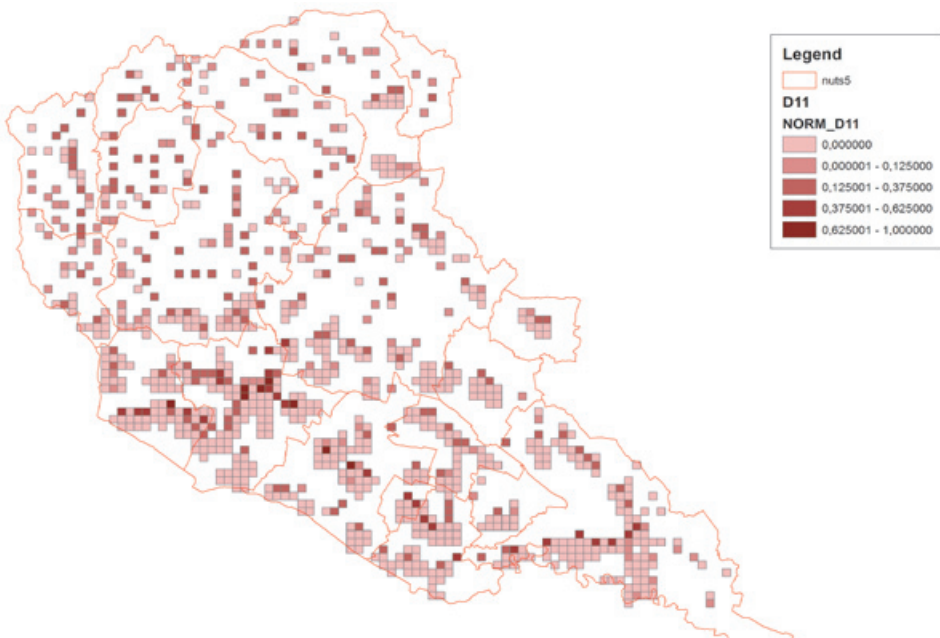 Legend
nuts5
D11
NORM_D11
0,000000
0,000001 - 0,125000
0,125001 - 0,375000
0,375001 - 0,625000
0,625001 - 1,000000